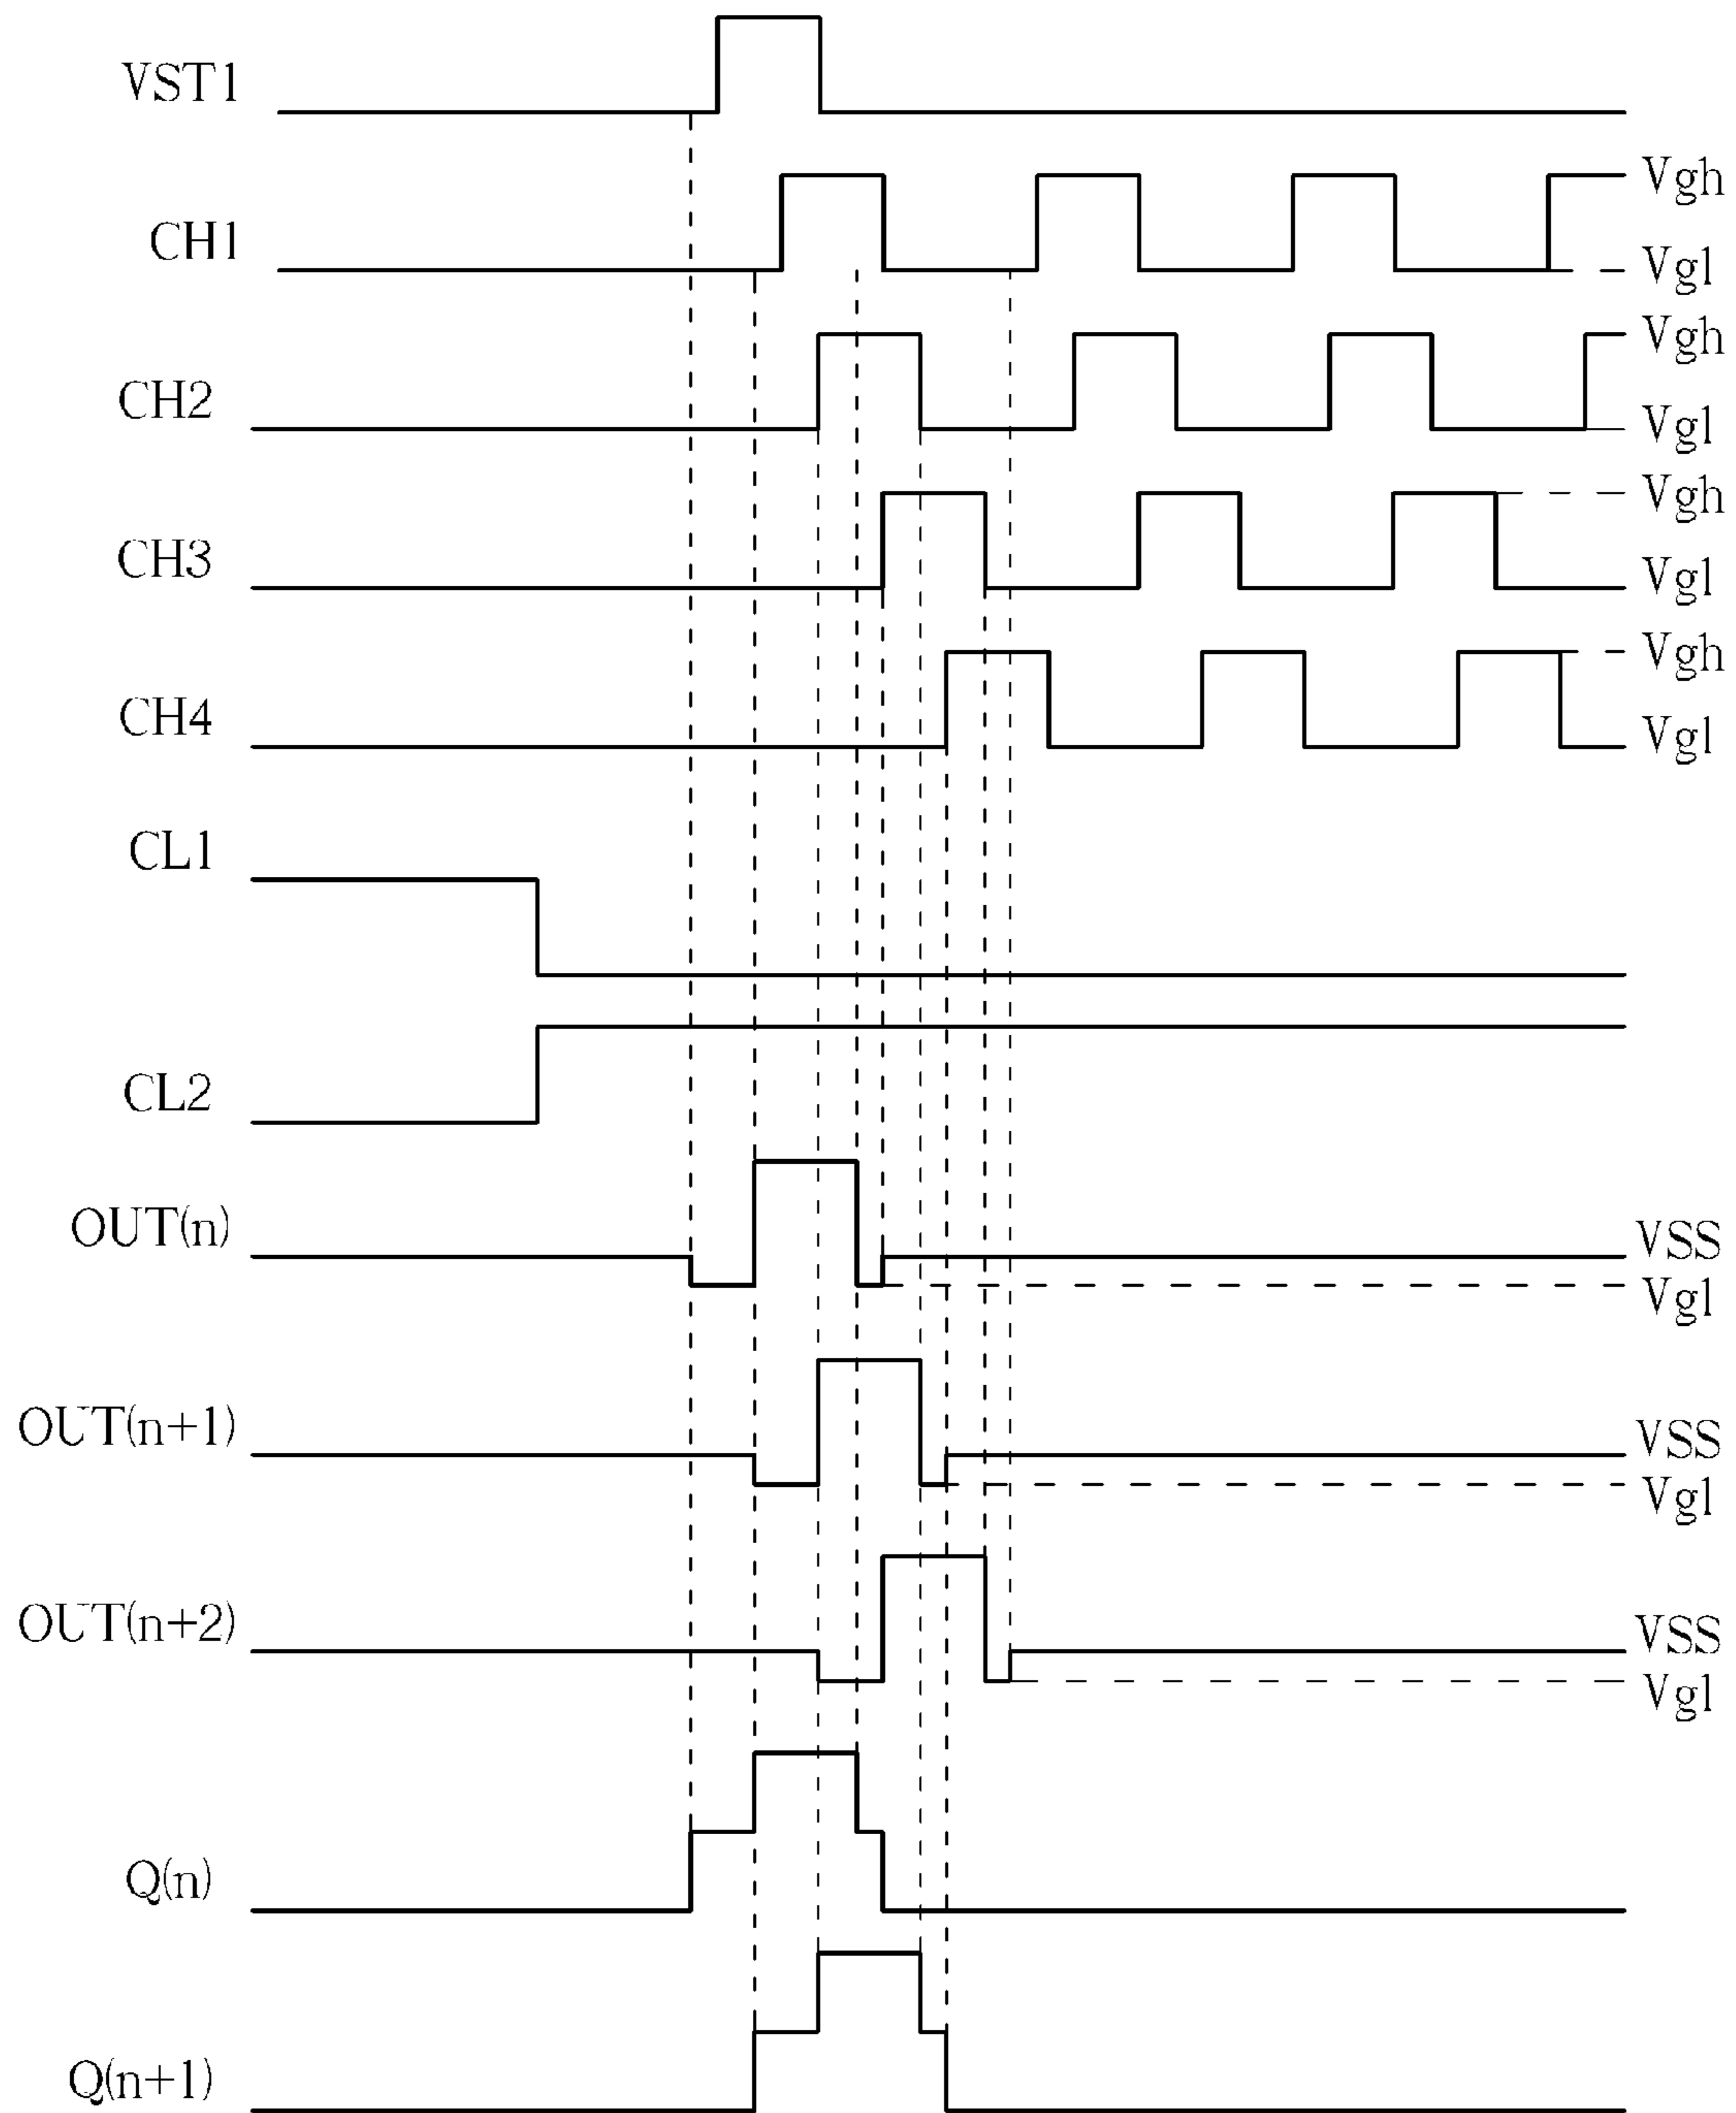 VST1
Vgh
CH1
Vgl
Vgh
CH2
Vgl
Vgh
CH3
Vgl
Vgh
CH4
Vgl
CL1
CL2
OUT(n)
VSS
Vgl
OUT(n+1)
VSS
Vgl
OUT(n+2)
VSS
Vgl
Q(n)
Q(n+1)